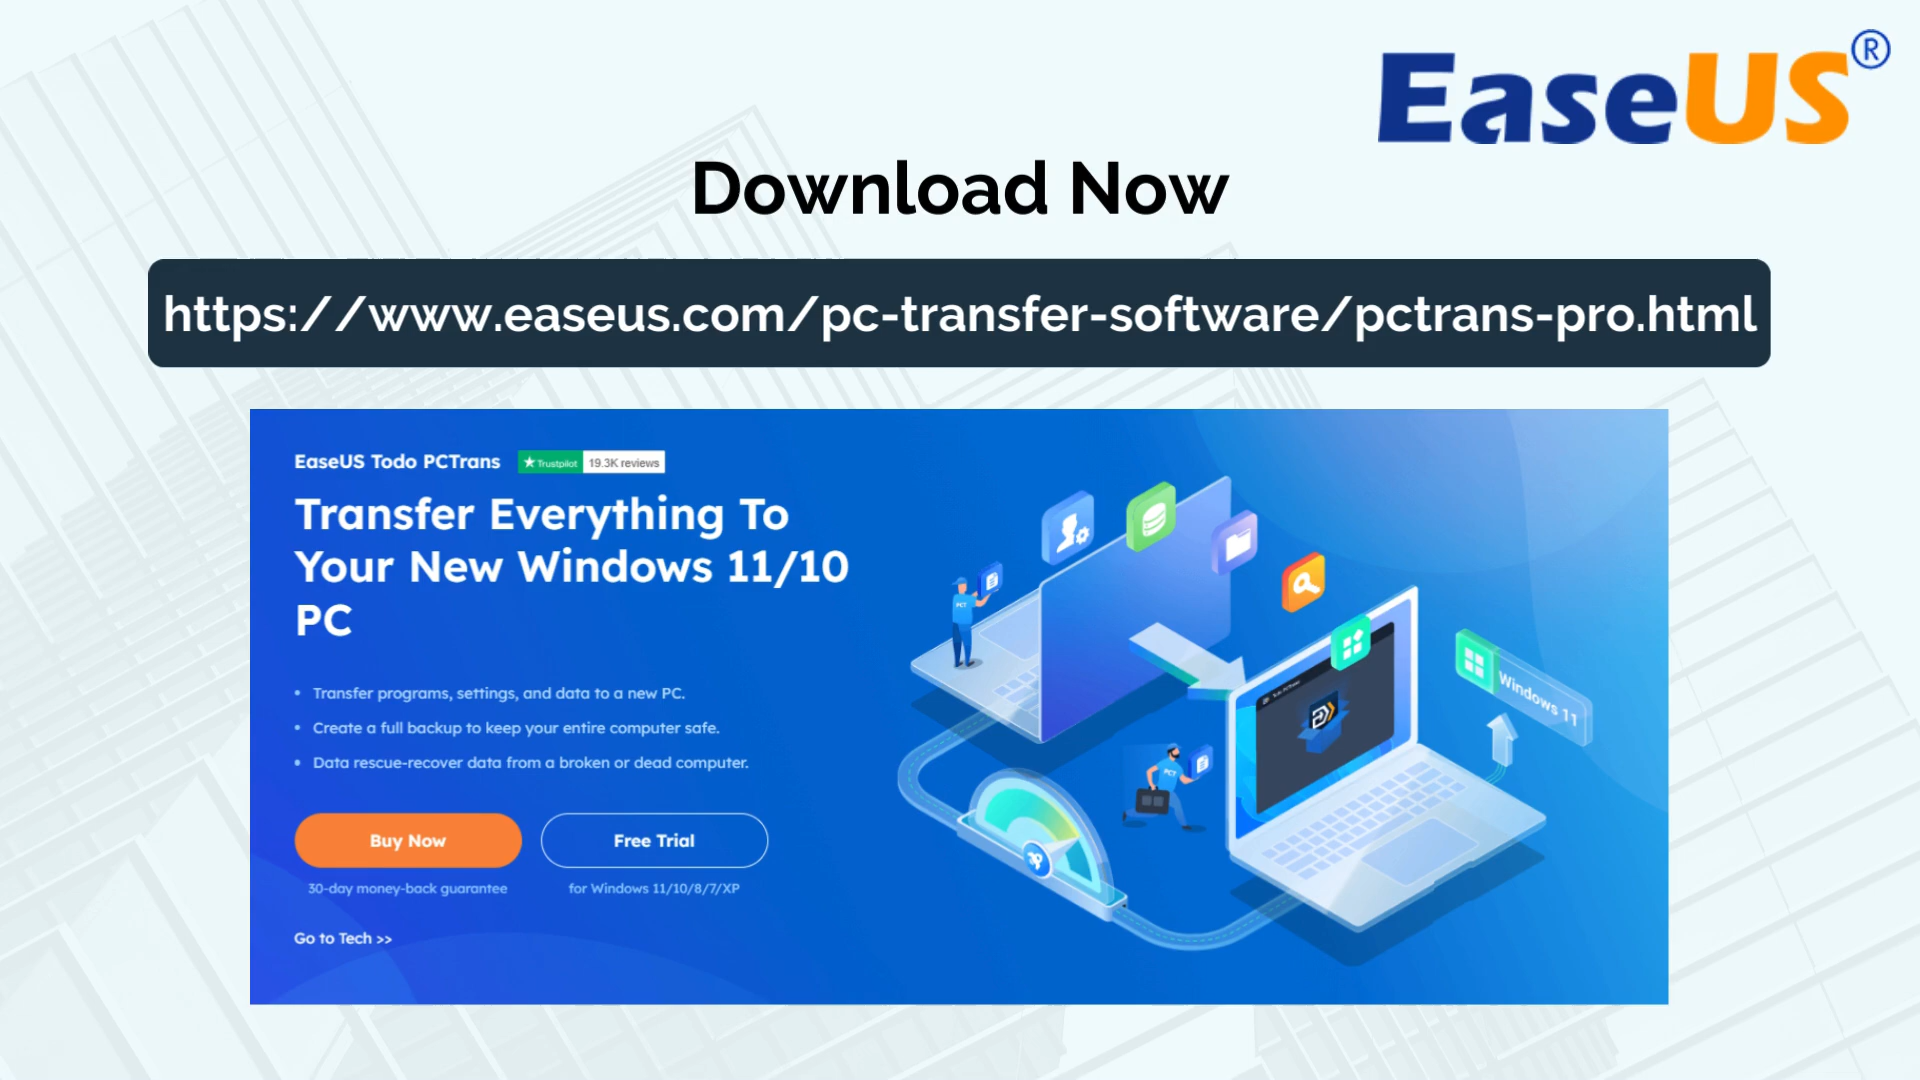 EaseUS®
Download Now
https://www.easeus.com/pc-transfer-software/pctrans-pro.html
EaseUS Todo PCTrans
Trustpilot
19.3K reviews
Transfer Everything To
Your New Windows 11/10
PC
• Transfer programs, settings, and data to a new PC.
• Create a full backup to keep your entire computer safe.
• Data rescue-recover data from a broken or dead computer.
Buy Now
Free Trial
30-day money-back guarantee
for Windows 11/10/8/7/XP
Go to Tech >>
PCT
Todo PCTrans
Windows 11
PCT